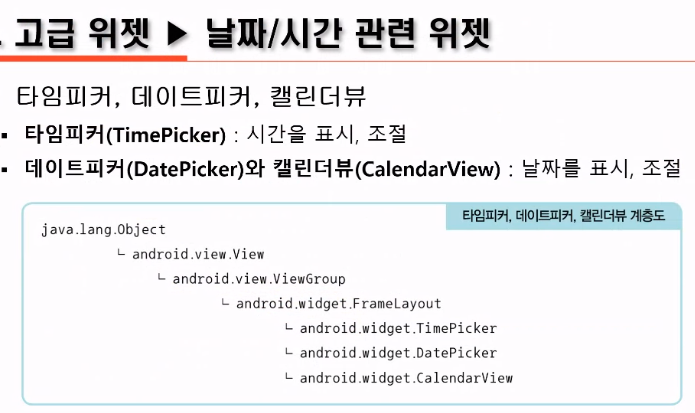 고급 위젯 ▶ 날짜/시간 관련 위젯
타임피커, 데이트피커, 캘린더뷰
▪ 타임피커(TimePicker) : 시간을 표시, 조절
▪ 데이트피커(DatePicker)와 캘린더뷰(CalendarView) : 날짜를 표시, 조절
타임피커, 데이트피커, 캘린더뷰 계층도
java.lang.Object
└ android.view.View
└ android.view.ViewGroup
└ android.widget.FrameLayout
└ android.widget.TimePicker
└ android.widget.DatePicker
└ android.widget.CalendarView